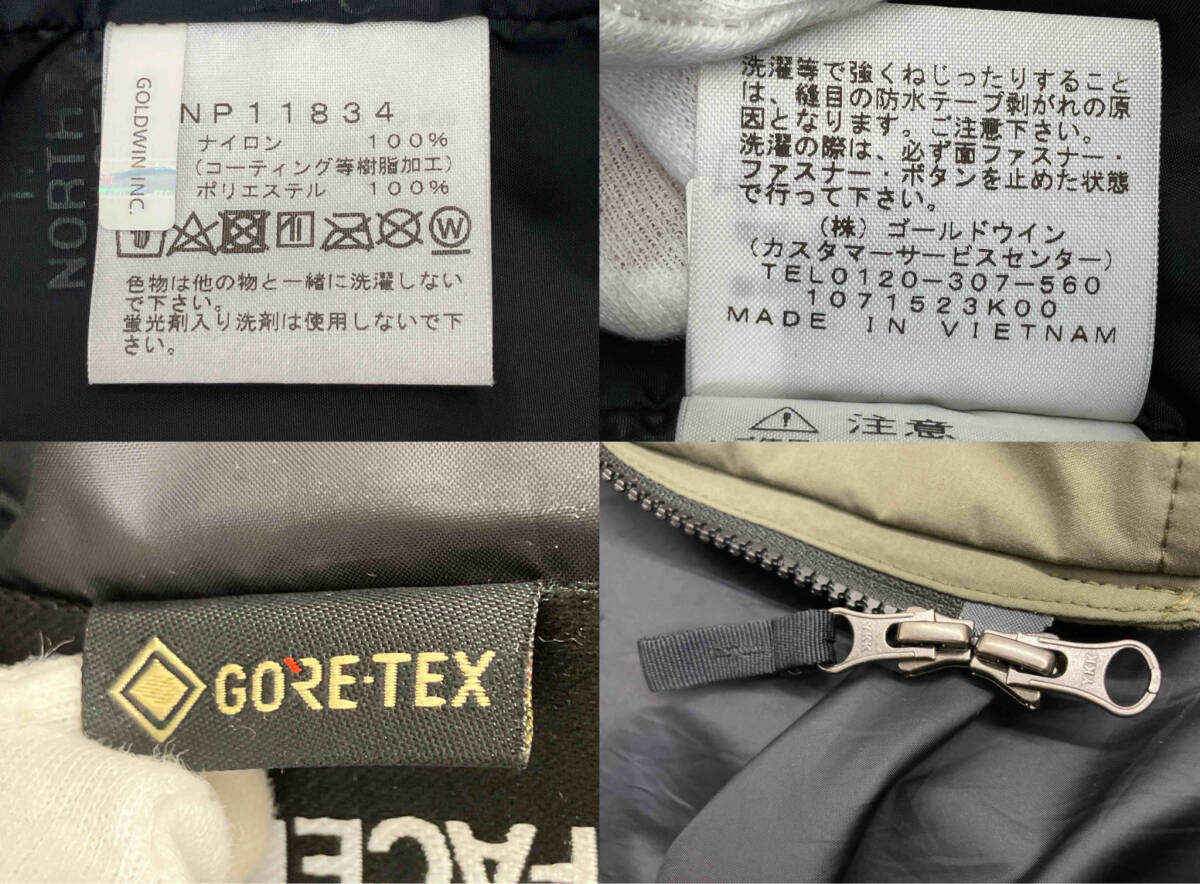 GOLDWIN INC.
NORTH
NP11834
ナイロン 100%
(コーティング等樹脂加工)
ポリエステル 100%
W
色物は他の物と一緒に洗濯しない
で下さい。
蛍光剤入り洗剤は使用しないで下
さい。
洗濯等で強くねじったりすること
は、縫目の防水テープ剥がれの原
因となります。ご注意下さい。
洗濯の際は、必ず面ファスナー・
ファスナー・ボタンを止めた状態
で行って下さい。
(株)ゴールドウイン
(カスタマーサービスセンター)
TEL0120-307-560
1071523K00
MADE IN VIETNAM
注意
GORE-TEX
FACE
YKK
YKK